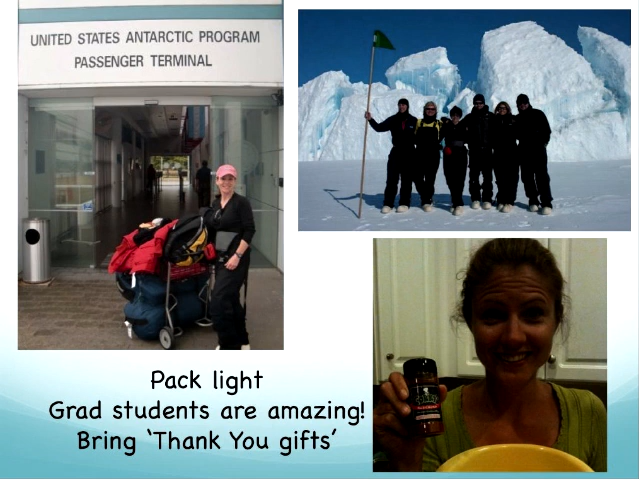 UNITED STATES ANTARCTIC PROGRAM
PASSENGER TERMINAL
Pack light
Grad students are amazing!
Bring ‘Thank You gifts’